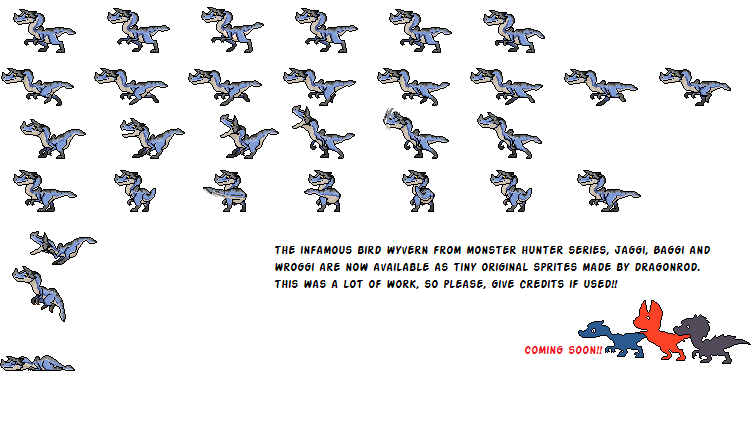 THE INFAMOUS BIRD WYVERN FROM MONSTER HUNTER SERIES, JAGGI, BAGGI AND
WROGGI ARE NOW AVAILABLE AS TINY ORIGINAL SPRITES MADE BY DRAGONROD.
THIS WAS A LOT OF WORK, SO PLEASE, GIVE CREDITS IF USED!!
COMING SOON!!